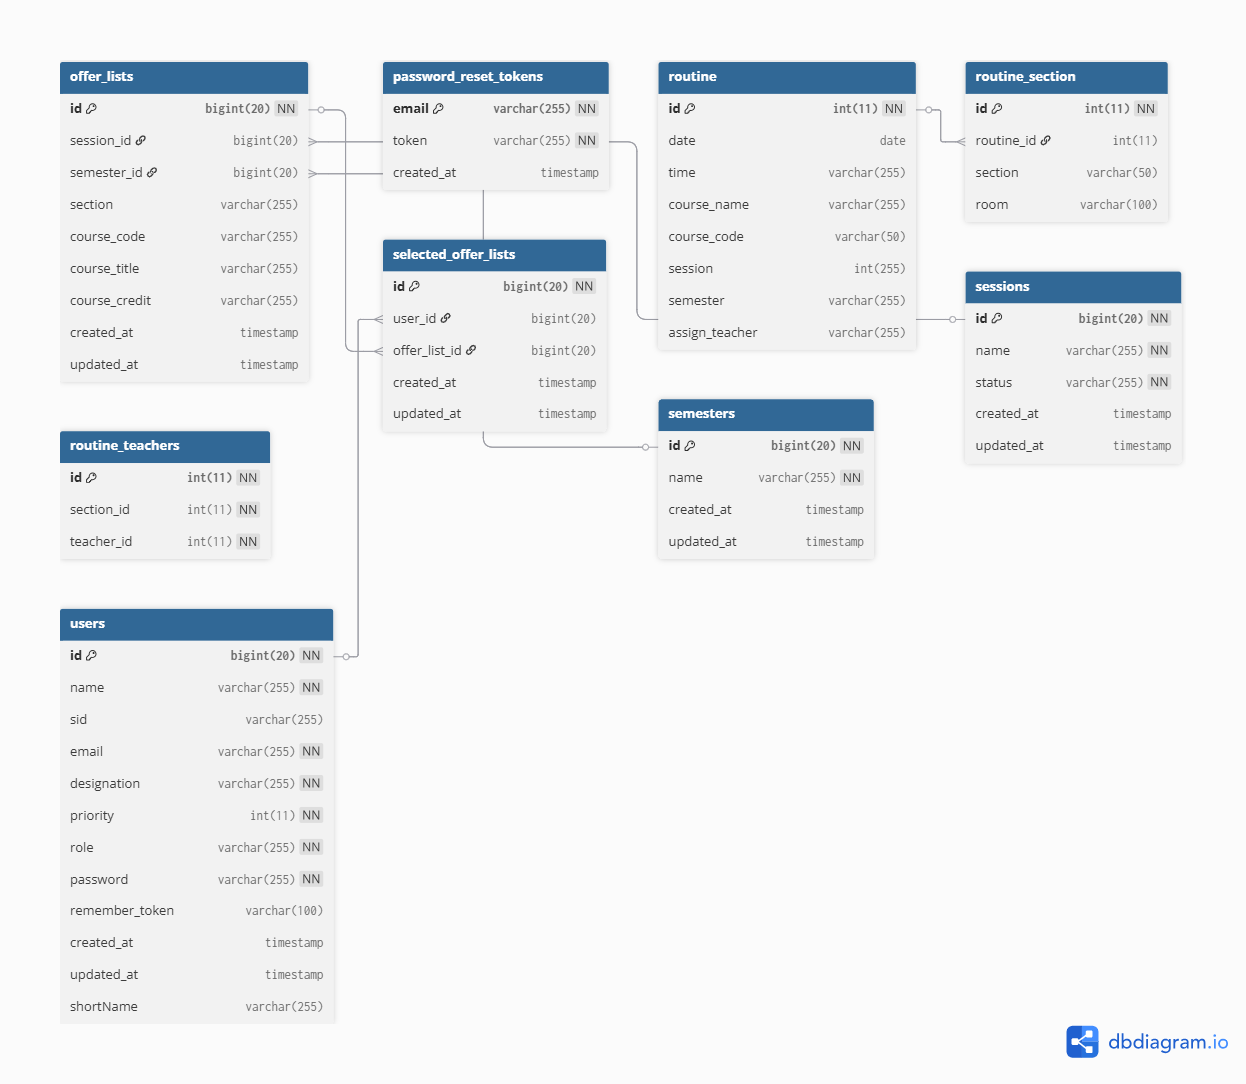 offer_lists
id bigint(20) NN
session_id bigint(20)
semester_id bigint(20)
section varchar(255)
course_code varchar(255)
course_title varchar(255)
course_credit varchar(255)
created_at timestamp
updated_at timestamp
password_reset_tokens
email varchar(255) NN
token varchar(255) NN
created_at timestamp
routine
id int(11) NN
date date
time varchar(255)
course_name varchar(255)
course_code varchar(50)
session int(255)
semester varchar(255)
assign_teacher varchar(255)
routine_section
id int(11) NN
routine_id int(11)
section varchar(50)
room varchar(100)
selected_offer_lists
id bigint(20) NN
user_id bigint(20)
offer_list_id bigint(20)
created_at timestamp
updated_at timestamp
sessions
id bigint(20) NN
name varchar(255) NN
status varchar(255) NN
created_at timestamp
updated_at timestamp
semesters
id bigint(20) NN
name varchar(255) NN
created_at timestamp
updated_at timestamp
routine_teachers
id int(11) NN
section_id int(11) NN
teacher_id int(11) NN
users
id bigint(20) NN
name varchar(255) NN
sid varchar(255)
email varchar(255) NN
designation varchar(255) NN
priority int(11) NN
role varchar(255) NN
password varchar(255) NN
remember_token varchar(100)
created_at timestamp
updated_at timestamp
shortName varchar(255)
dbdiagram.io